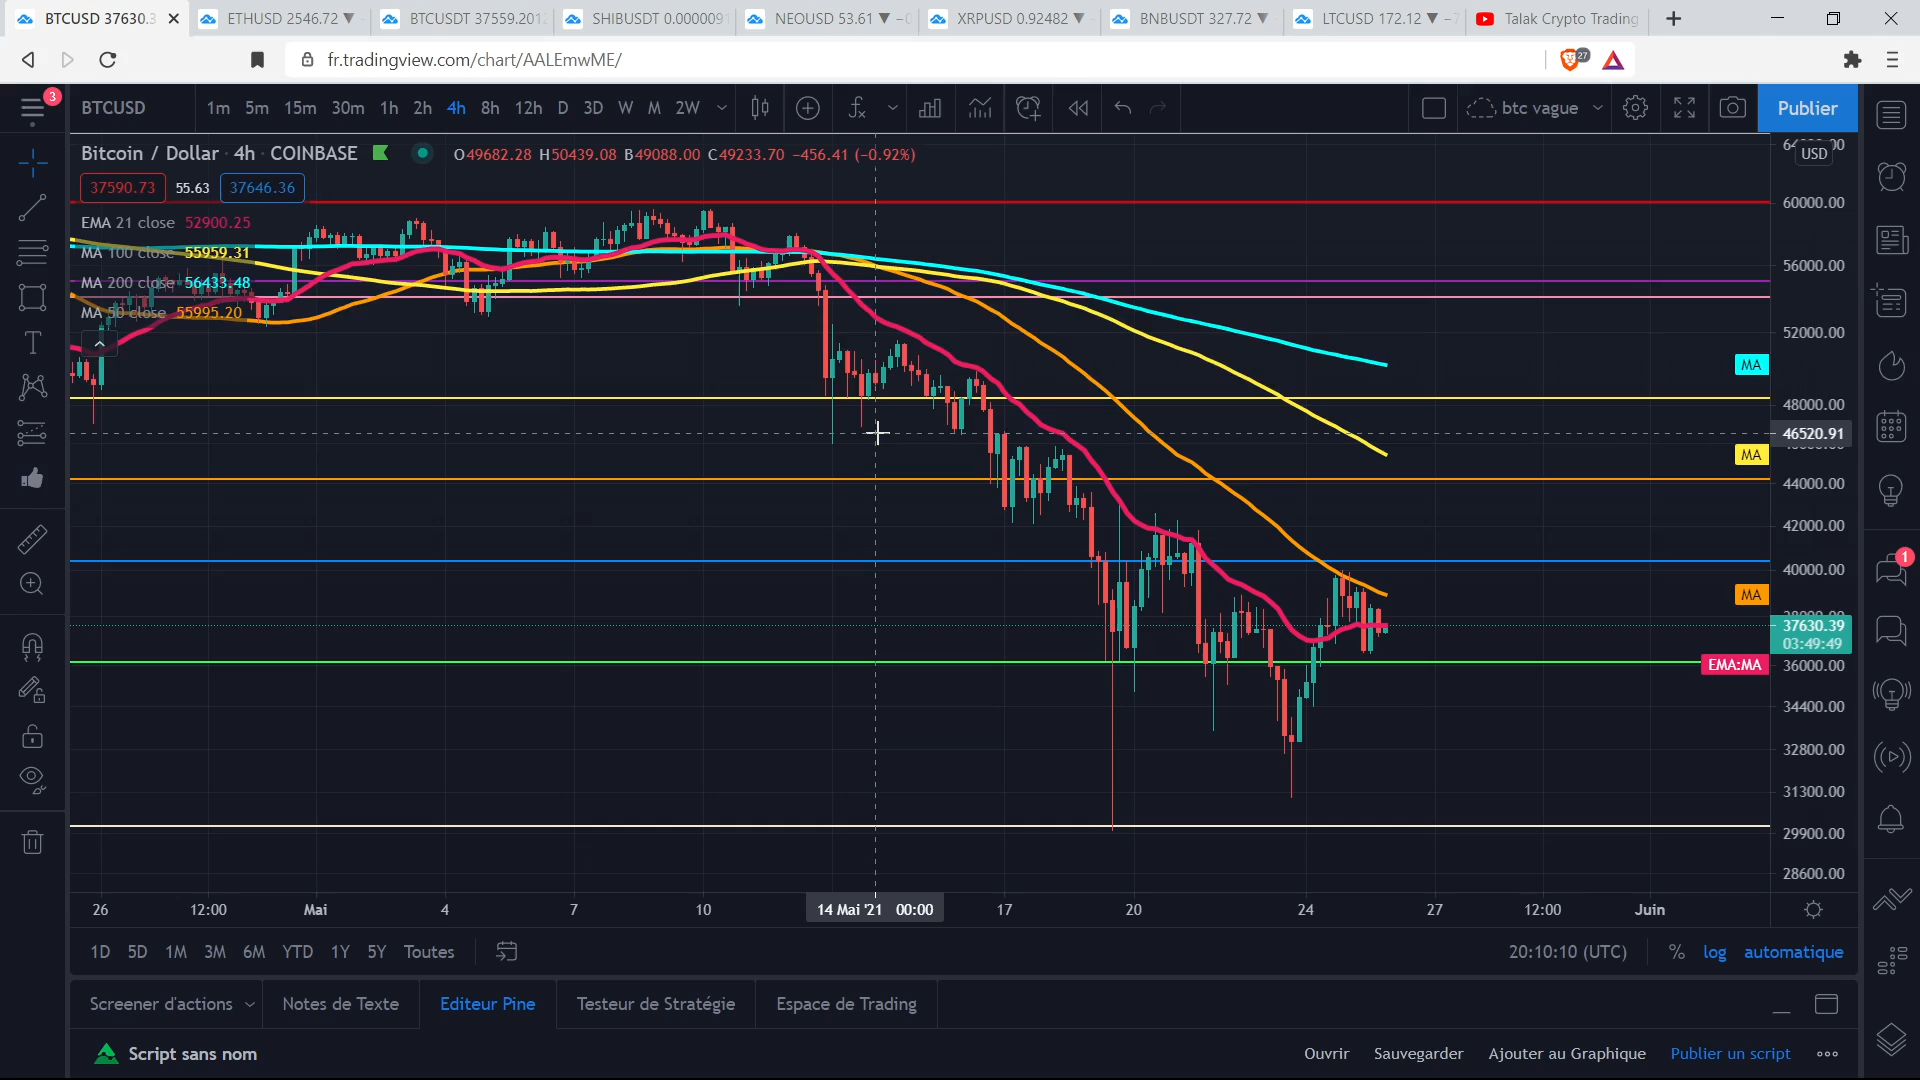 BTCUSD 37630.3
ETHUSD 2546.72 ▼
BTCUSDT 37559.201
SHIBUSDT 0.0000091
NEOUSD 53.61 ▼ −0
XRPUSD 0.92482 ▼
BNBUSDT 327.72 ▼
LTCUSD 172.12 ▼ −7
Talak Crypto Trading
fr.tradingview.com/chart/AALEmwME/
27
3
BTCUSD
1m 5m 15m 30m 1h 2h 4h 8h 12h D 3D W M 2W
btc vague
Publier
Bitcoin / Dollar · 4h · COINBASE
O49682.28 H50439.08 B49088.00 C49233.70 −456.41 (−0.92%)
USD
37590.73 55.63 37646.36
EMA 21 close 52900.25
MA 100 close 55959.31
MA 200 close 56433.48
MA 50 close 55995.20
60000.00
56000.00
52000.00
MA
48000.00
46520.91
MA
44000.00
42000.00
1
40000.00
MA
37630.39
03:49:49
EMA:MA
36000.00
34400.00
32800.00
31300.00
29900.00
28600.00
26 12:00 Mai 4 7 10 14 Mai '21 00:00 17 20 24 27 12:00 Juin
1D 5D 1M 3M 6M YTD 1Y 5Y Toutes
20:10:10 (UTC) % log automatique
Screener d'actions Notes de Texte Editeur Pine Testeur de Stratégie Espace de Trading
Script sans nom
Ouvrir Sauvegarder Ajouter au Graphique Publier un script